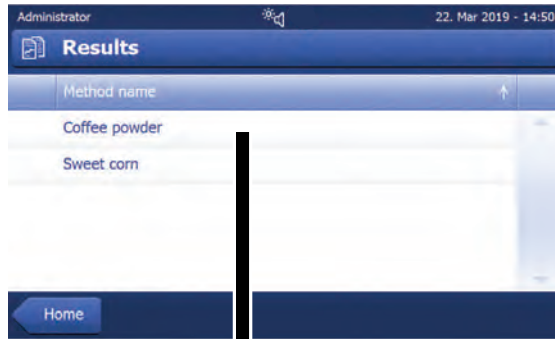 Administrator 22. Mar 2019 - 14:50
Results
Method name
Coffee powder
Sweet corn
Home